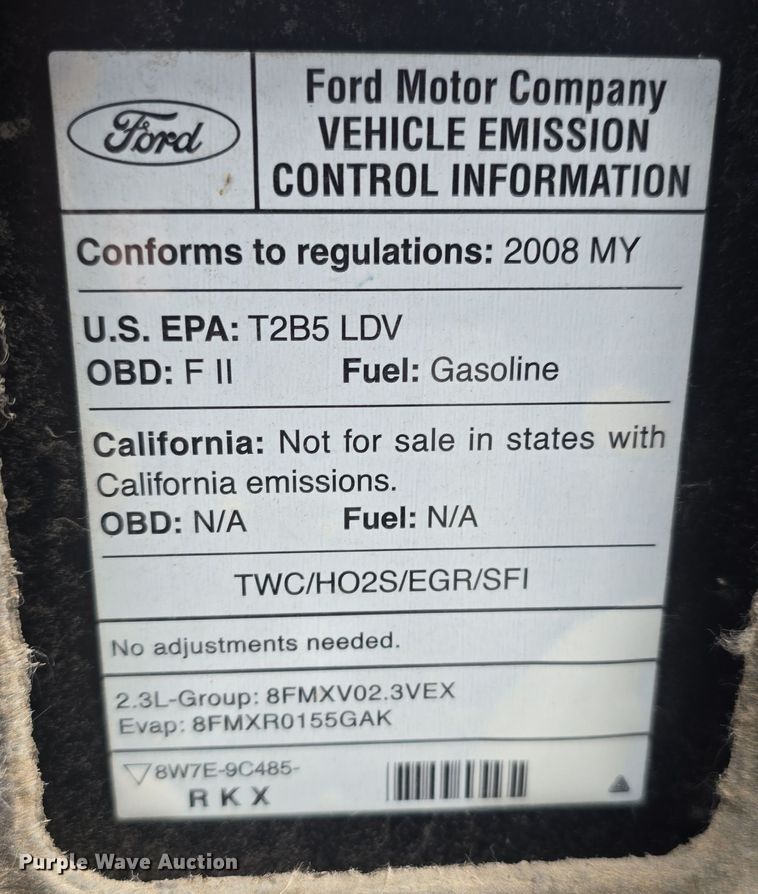 Ford
Ford Motor Company
VEHICLE EMISSION
CONTROL INFORMATION
Conforms to regulations: 2008 MY
U.S. EPA: T2B5 LDV
OBD: F II Fuel: Gasoline
California: Not for sale in states with
California emissions.
OBD: N/A Fuel: N/A
TWC/HO2S/EGR/SFI
No adjustments needed.
2.3L-Group: 8FMXV02.3VEX
Evap: 8FMXR0155GAK
8W7E-9C485-
R K X
Purple Wave Auction